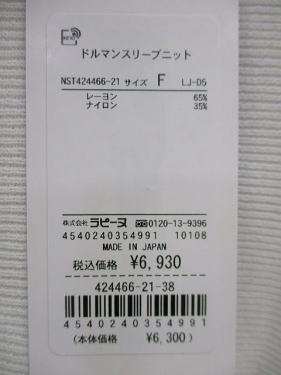 ドルマンスリーブニット
NST424466-21 サイズ F LJ-D5
レーヨン 65%
ナイロン 35%
株式会社 ラピーヌ 0120-13-9396
4540240354991 10108
MADE IN JAPAN
税込価格 ¥6,930
424466-21-38
4540240354991
(本体価格 ¥6,300)